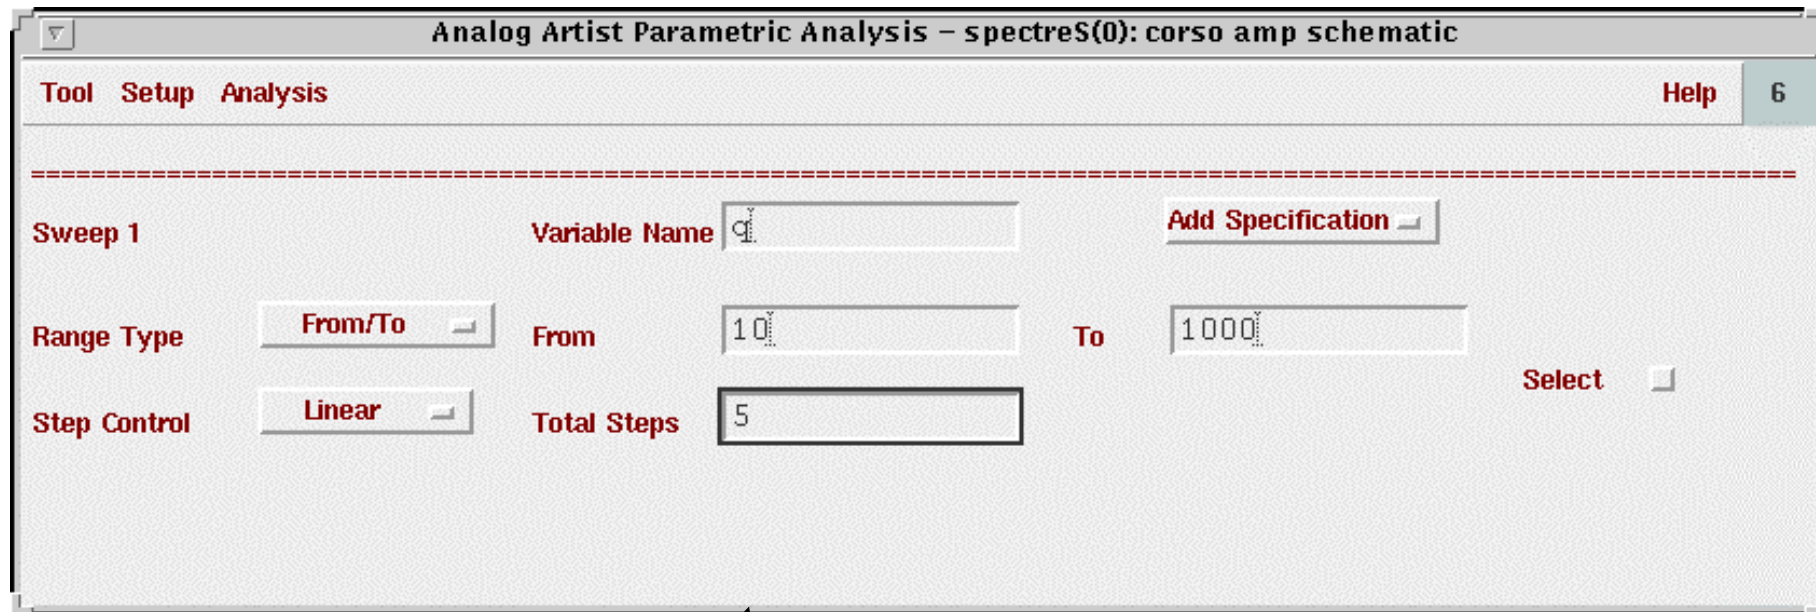 Analog Artist Parametric Analysis – spectreS(0): corso amp schematic
Tool Setup Analysis Help 6
Sweep 1 Variable Name q Add Specification
Range Type From/To From 10 To 1000
Select
Step Control Linear Total Steps 5